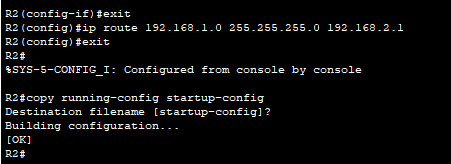 R2(config-if)#exit
R2(config)#ip route 192.168.1.0 255.255.255.0 192.168.2.1
R2(config)#exit
R2#
%SYS-5-CONFIG_I: Configured from console by console
R2#copy running-config startup-config
Destination filename [startup-config]?
Building configuration...
[OK]
R2#